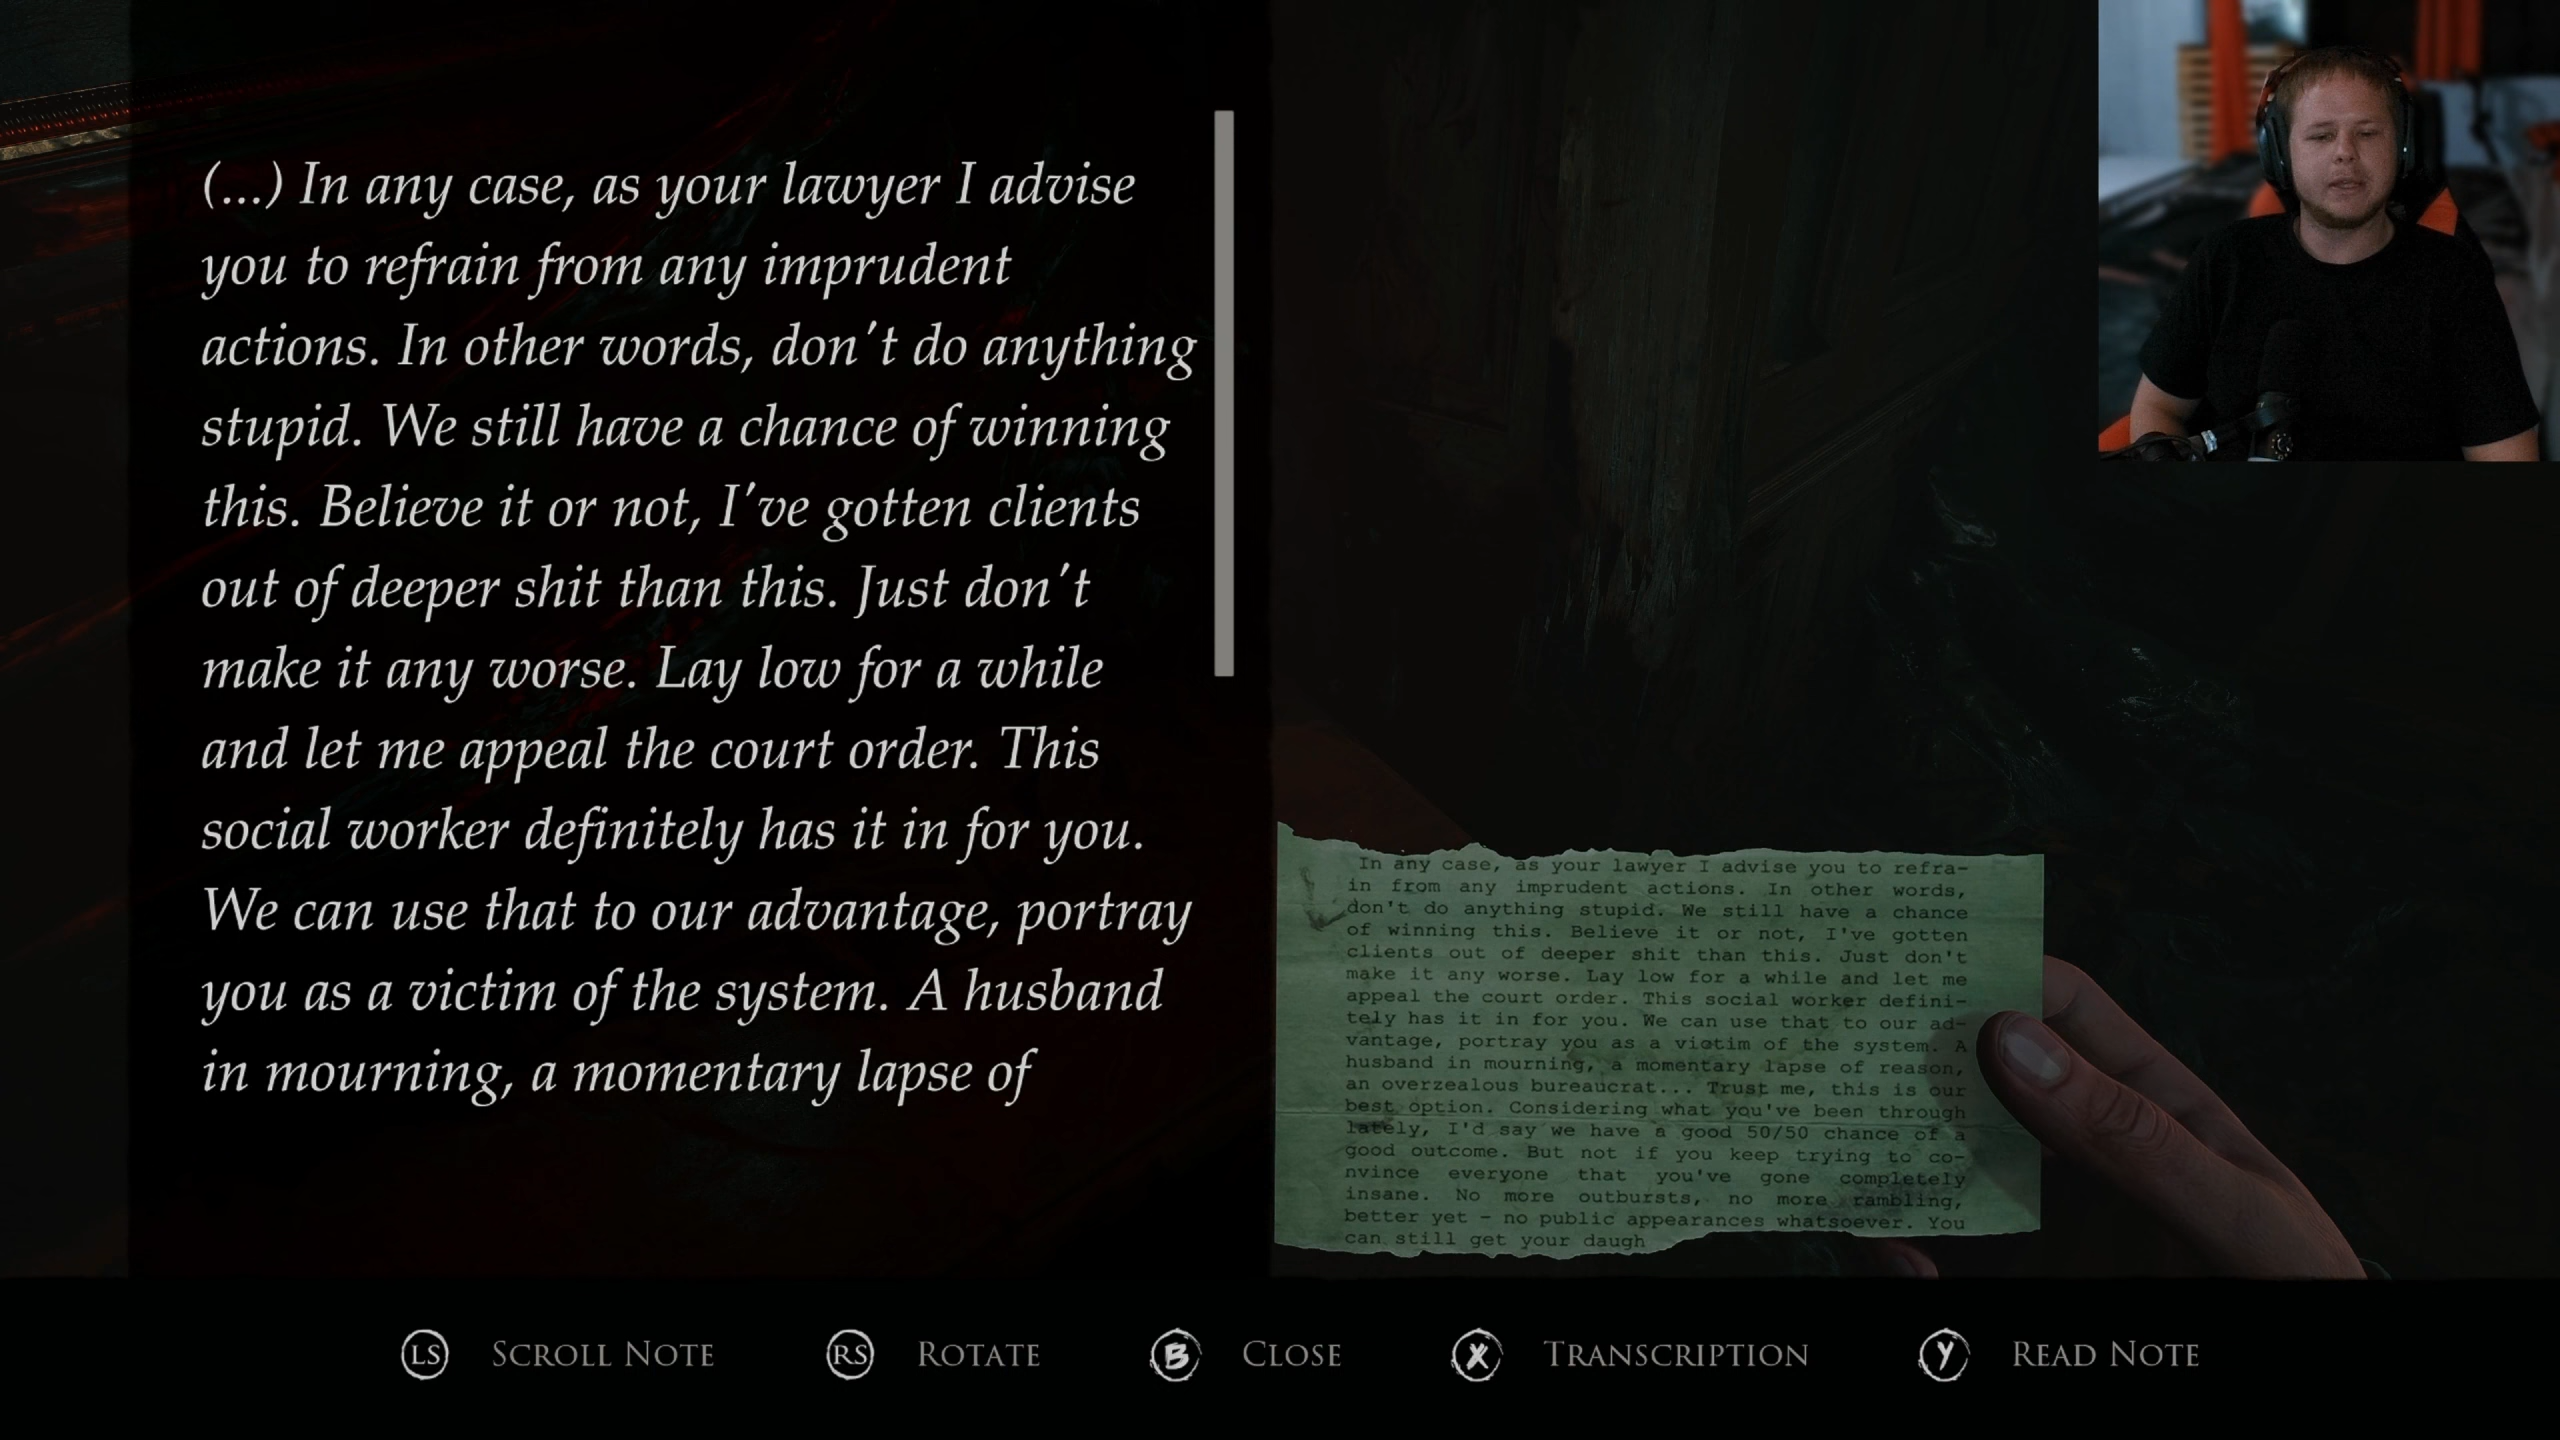 (...) In any case, as your lawyer I advise
you to refrain from any imprudent
actions. In other words, don't do anything
stupid. We still have a chance of winning
this. Believe it or not, I've gotten clients
out of deeper shit than this. Just don't
make it any worse. Lay low for a while
and let me appeal the court order. This
social worker definitely has it in for you.
We can use that to our advantage, portray
you as a victim of the system. A husband
in mourning, a momentary lapse of
In any case, as your lawyer I advise you to refra-
in from any imprudent actions. In other words,
don't do anything stupid. We still have a chance
of winning this. Believe it or not, I've gotten
clients out of deeper shit than this. Just don't
make it any worse. Lay low for a while and let me
appeal the court order. This social worker defini-
tely has it in for you. We can use that to our ad-
vantage, portray you as a victim of the system. A
husband in mourning, a momentary lapse of reason,
an overzealous bureaucrat... Trust me, this is our
best option. Considering what you've been through
lately, I'd say we have a good 50/50 chance of a
good outcome. But not if you keep trying to co-
nvince everyone that you've gone completely
insane. No more outbursts, no more rambling,
better yet - no public appearances whatsoever. You
can still get your daugh
LS SCROLL NOTE RS ROTATE B CLOSE X TRANSCRIPTION Y READ NOTE